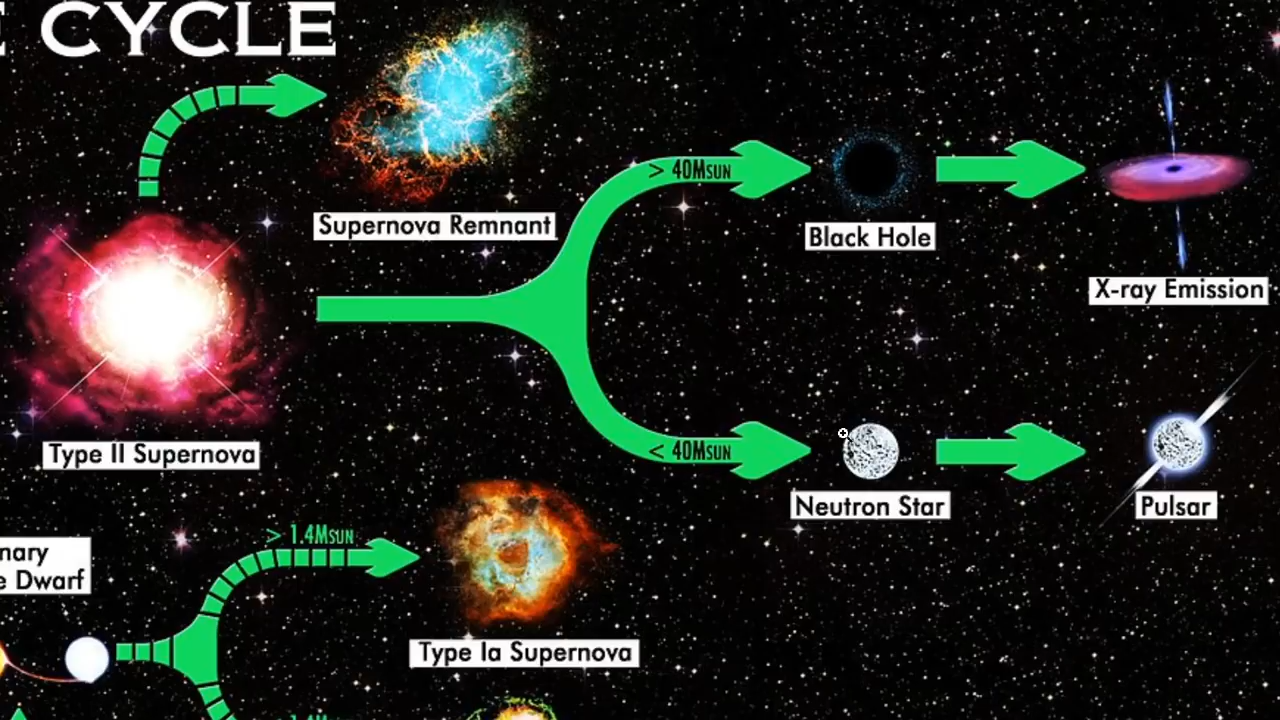 E CYCLE
> 40MSUN
Supernova Remnant
Black Hole
X-ray Emission
Type II Supernova
< 40MSUN
Neutron Star
Pulsar
> 1.4MSUN
nary
e Dwarf
Type Ia Supernova